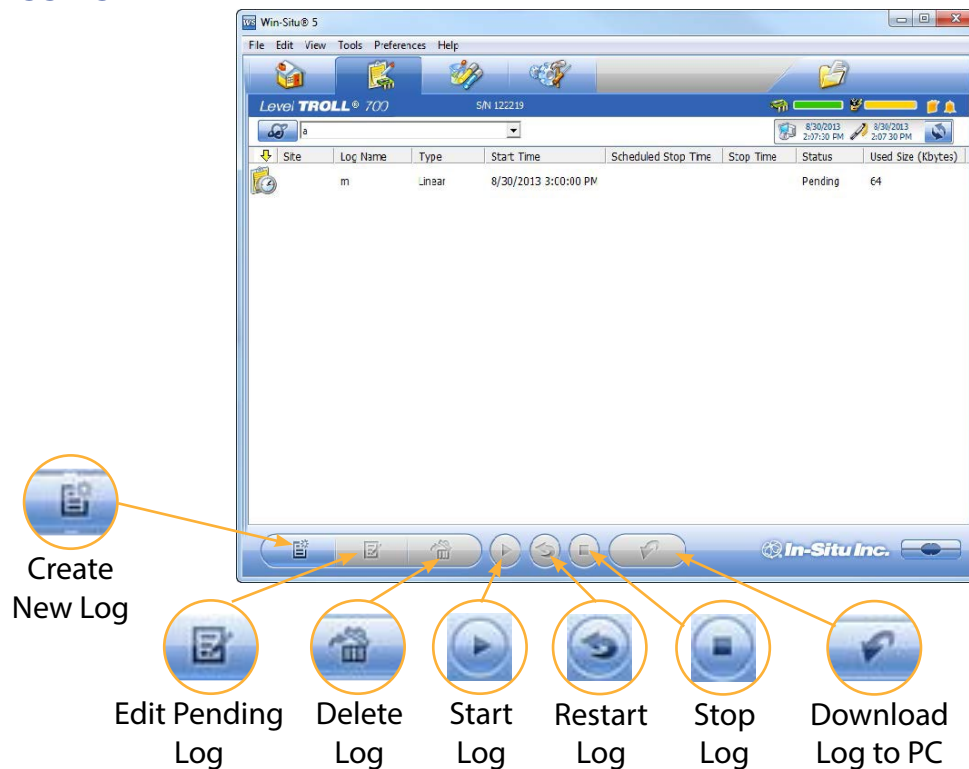 Win-Situ® 5
File Edit View Tools Preferences Help
Level TROLL® 700 S/N 122219
a 8/30/2013 2:07:30 PM 8/30/2013 2:07:30 PM
Site Log Name Type Start Time Scheduled Stop Time Stop Time Status Used Size (Kbytes)
m Linear 8/30/2013 3:00:00 PM Pending 64
In-Situ Inc.
Create
New Log
Edit Pending
Log
Delete
Log
Start
Log
Restart
Log
Stop
Log
Download
Log to PC